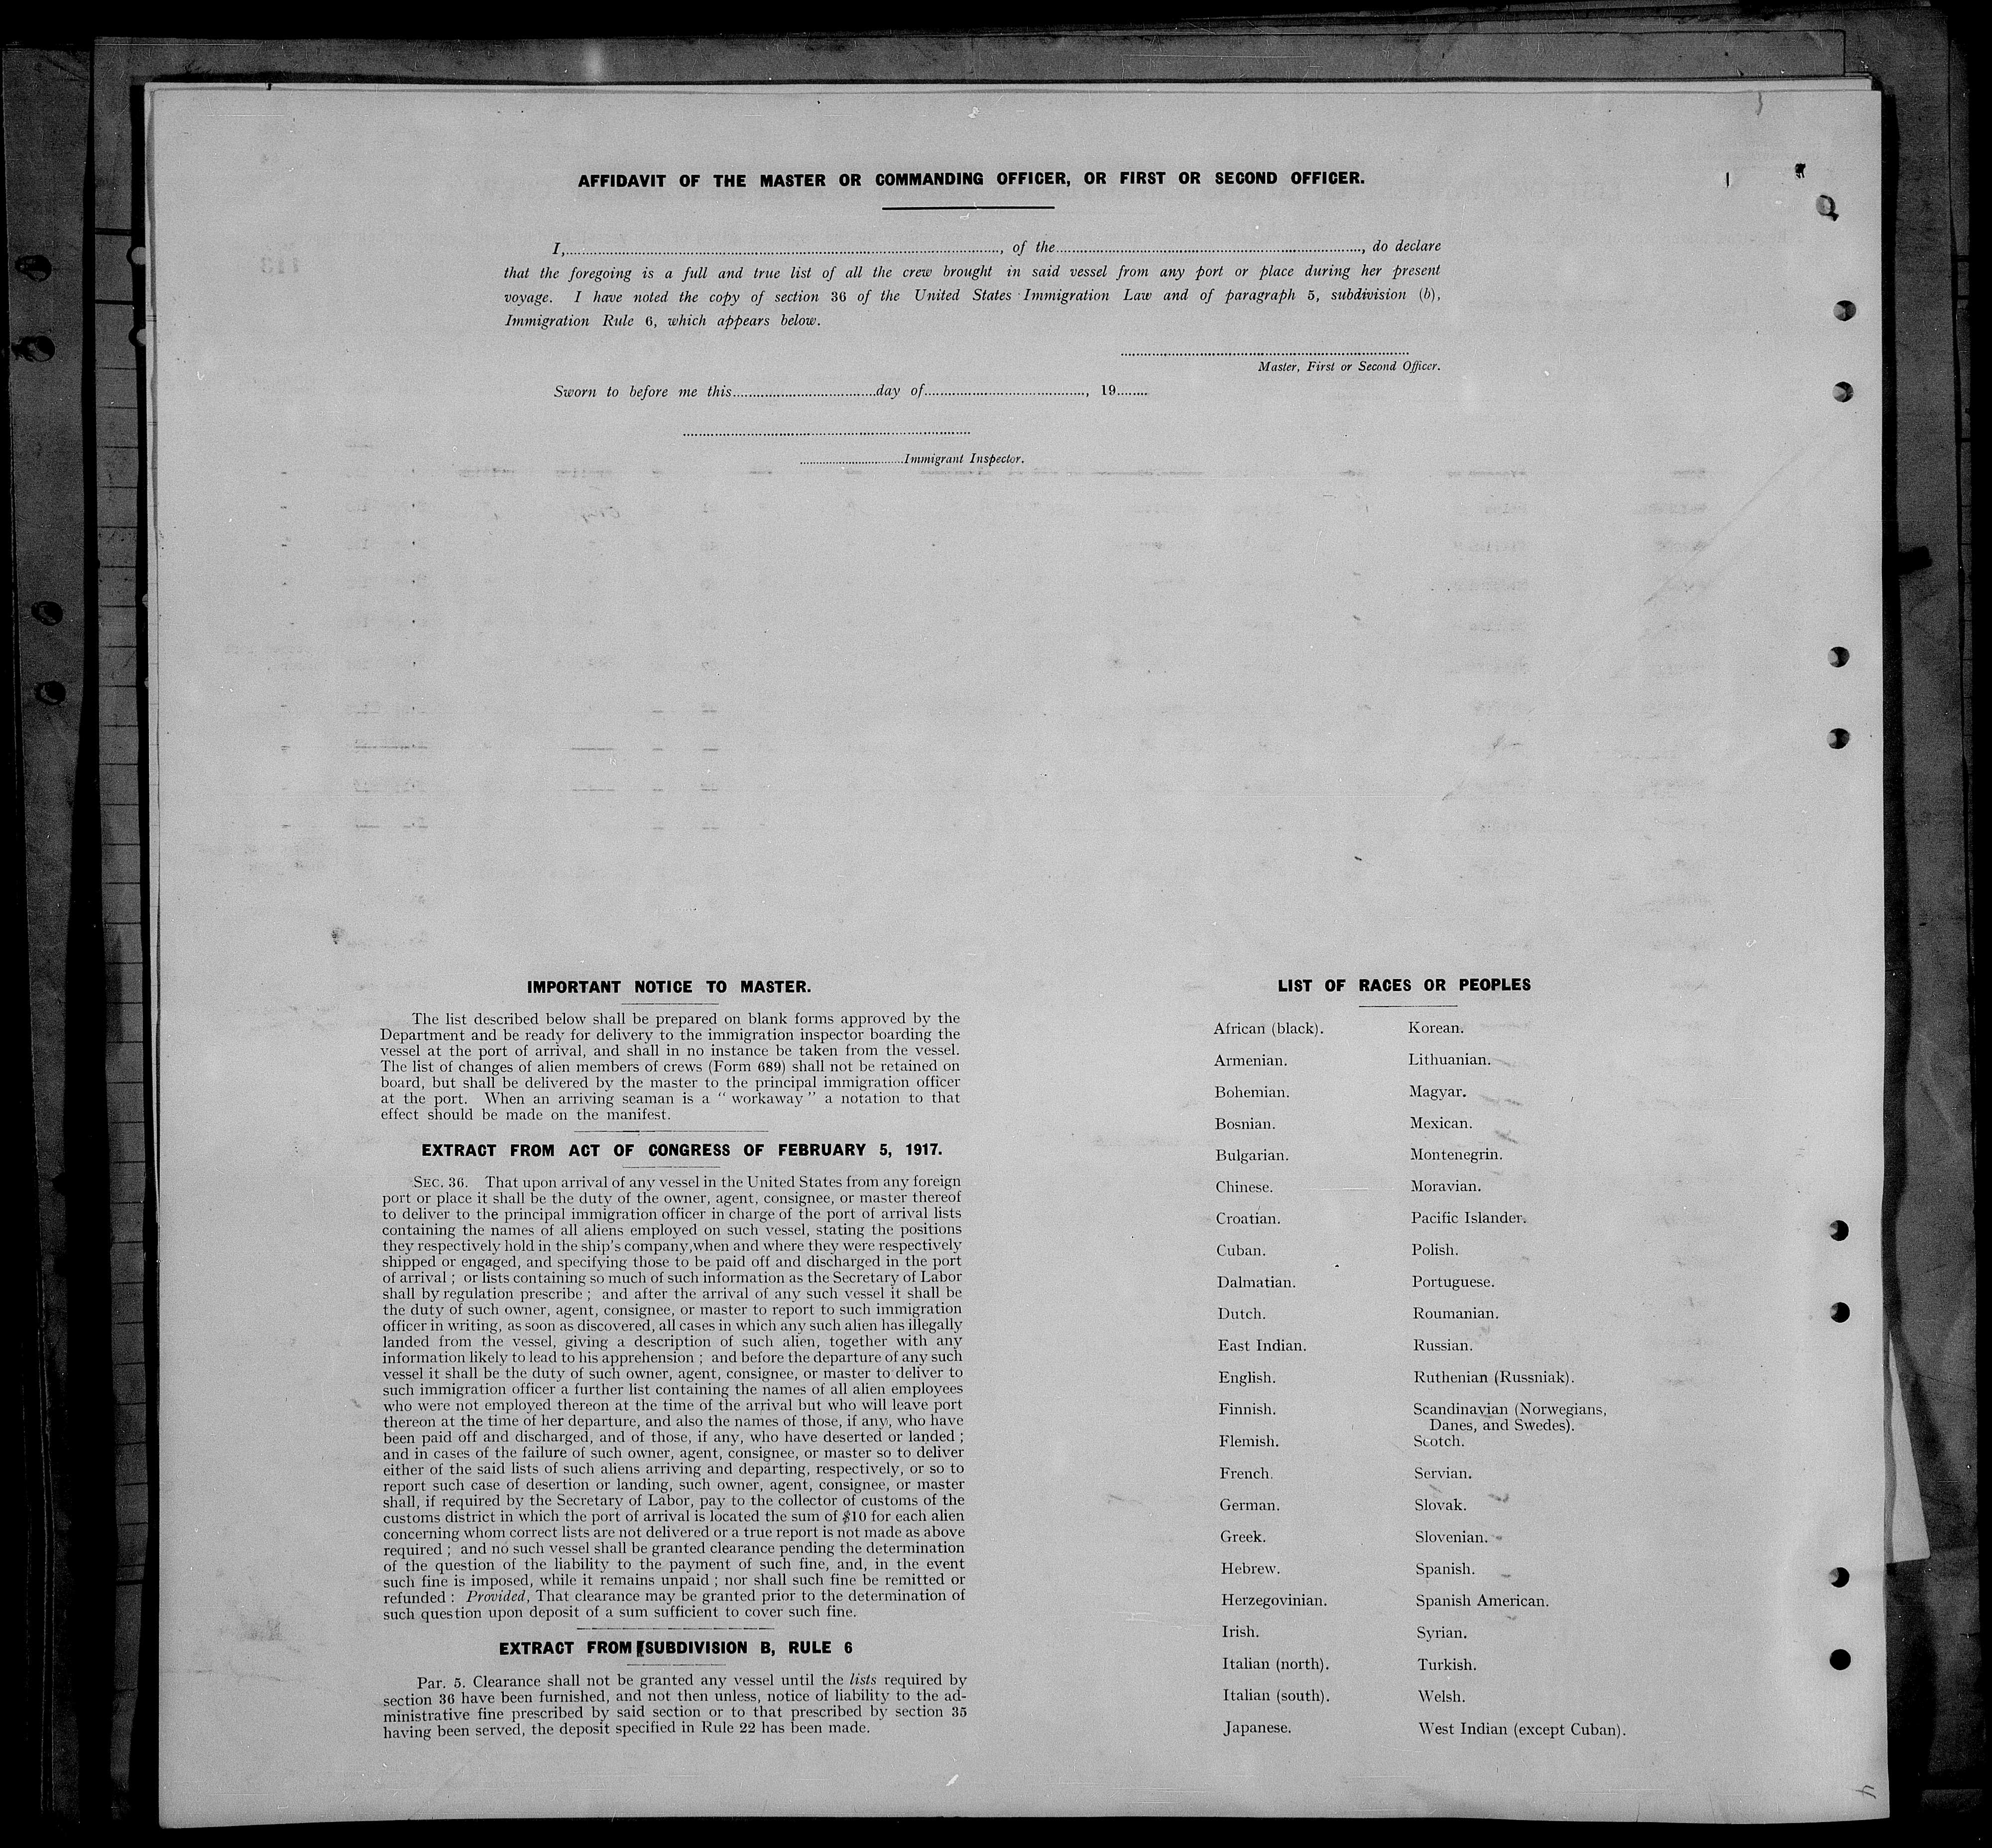 AFFIDAVIT OF THE MASTER OR COMMANDING OFFICER, OR FIRST OR SECOND OFFICER.
I,........................, of the........................, do declare
that the foregoing is a full and true list of all the crew brought in said vessel from any port or place during her present
voyage. I have noted the copy of section 36 of the United States Immigration Law and of paragraph 5, subdivision (b),
Immigration Rule 6, which appears below.
Master, First or Second Officer.
Sworn to before me this................day of................, 19........
................Immigrant Inspector.
IMPORTANT NOTICE TO MASTER.
The list described below shall be prepared on blank forms approved by the
Department and be ready for delivery to the immigration inspector boarding the
vessel at the port of arrival, and shall in no instance be taken from the vessel.
The list of changes of alien members of crews (Form 689) shall not be retained on
board, but shall be delivered by the master to the principal immigration officer
at the port. When an arriving seaman is a " workaway " a notation to that
effect should be made on the manifest.
EXTRACT FROM ACT OF CONGRESS OF FEBRUARY 5, 1917.
SEC. 36. That upon arrival of any vessel in the United States from any foreign
port or place it shall be the duty of the owner, agent, consignee, or master thereof
to deliver to the principal immigration officer in charge of the port of arrival lists
containing the names of all aliens employed on such vessel, stating the positions
they respectively hold in the ship's company,when and where they were respectively
shipped or engaged, and specifying those to be paid off and discharged in the port
of arrival ; or lists containing so much of such information as the Secretary of Labor
shall by regulation prescribe ; and after the arrival of any such vessel it shall be
the duty of such owner, agent, consignee, or master to report to such immigration
officer in writing, as soon as discovered, all cases in which any such alien has illegally
landed from the vessel, giving a description of such alien, together with any
information likely to lead to his apprehension ; and before the departure of any such
vessel it shall be the duty of such owner, agent, consignee, or master to deliver to
such immigration officer a further list containing the names of all alien employees
who were not employed thereon at the time of the arrival but who will leave port
thereon at the time of her departure, and also the names of those, if any, who have
been paid off and discharged, and of those, if any, who have deserted or landed ;
and in cases of the failure of such owner, agent, consignee, or master so to deliver
either of the said lists of such aliens arriving and departing, respectively, or so to
report such case of desertion or landing, such owner, agent, consignee, or master
shall, if required by the Secretary of Labor, pay to the collector of customs of the
customs district in which the port of arrival is located the sum of $10 for each alien
concerning whom correct lists are not delivered or a true report is not made as above
required ; and no such vessel shall be granted clearance pending the determination
of the question of the liability to the payment of such fine, and, in the event
such fine is imposed, while it remains unpaid ; nor shall such fine be remitted or
refunded : Provided, That clearance may be granted prior to the determination of
such question upon deposit of a sum sufficient to cover such fine.
EXTRACT FROM SUBDIVISION B, RULE 6
Par. 5. Clearance shall not be granted any vessel until the lists required by
section 36 have been furnished, and not then unless, notice of liability to the ad-
ministrative fine prescribed by said section or to that prescribed by section 35
having been served, the deposit specified in Rule 22 has been made.
LIST OF RACES OR PEOPLES
African (black).
Armenian.
Bohemian.
Bosnian.
Bulgarian.
Chinese.
Croatian.
Cuban.
Dalmatian.
Dutch.
East Indian.
English.
Finnish.
Flemish.
French.
German.
Greek.
Hebrew.
Herzegovinian.
Irish.
Italian (north).
Italian (south).
Japanese.
Korean.
Lithuanian.
Magyar.
Mexican.
Montenegrin.
Moravian.
Pacific Islander.
Polish.
Portuguese.
Roumanian.
Russian.
Ruthenian (Russniak).
Scandinavian (Norwegians,
Danes, and Swedes).
Scotch.
Servian.
Slovak.
Slovenian.
Spanish.
Spanish American.
Syrian.
Turkish.
Welsh.
West Indian (except Cuban).